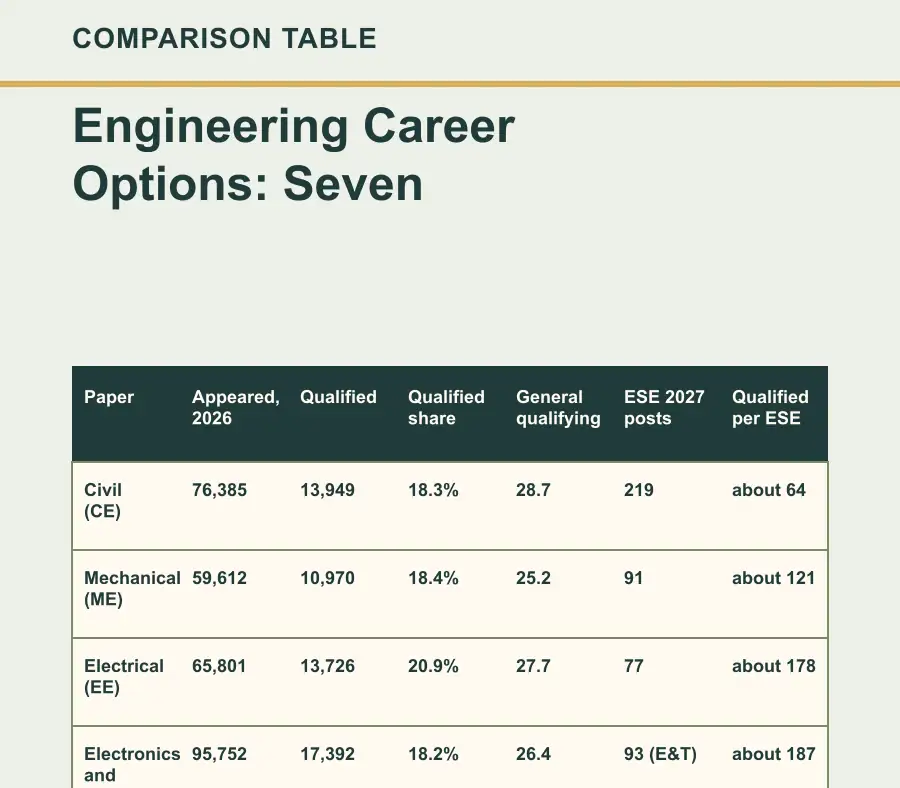 COMPARISON TABLE
Engineering Career
Options: Seven
Paper Appeared, 2026 Qualified Qualified share General qualifying ESE 2027 posts Qualified per ESE
Civil (CE) 76,385 13,949 18.3% 28.7 219 about 64
Mechanical (ME) 59,612 10,970 18.4% 25.2 91 about 121
Electrical (EE) 65,801 13,726 20.9% 27.7 77 about 178
Electronics and 95,752 17,392 18.2% 26.4 93 (E&T) about 187